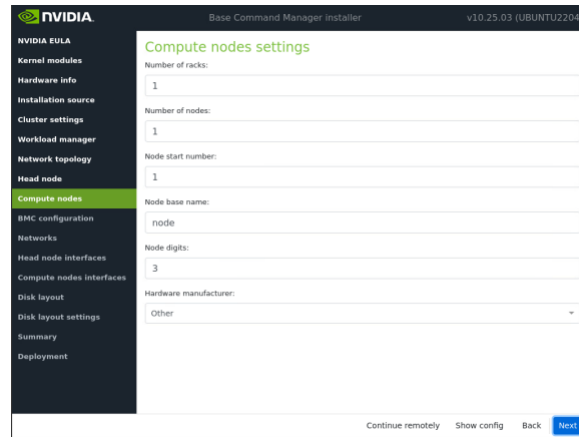 NVIDIA.
Base Command Manager installer
v10.25.03 (UBUNTU2204
NVIDIA EULA
Kernel modules
Hardware info
Installation source
Cluster settings
Workload manager
Network topology
Head node
Compute nodes
BMC configuration
Networks
Head node interfaces
Compute nodes interfaces
Disk layout
Disk layout settings
Summary
Deployment
Compute nodes settings
Number of racks:
1
Number of nodes:
1
Node start number:
1
Node base name:
node
Node digits:
3
Hardware manufacturer:
Other
Continue remotely
Show config
Back
Next